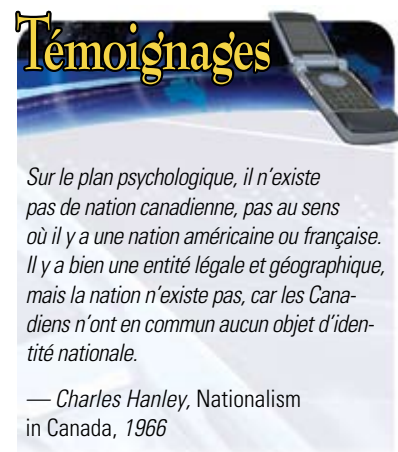 Témoignages
Sur le plan psychologique, il n'existe
pas de nation canadienne, pas au sens
où il y a une nation américaine ou française.
Il y a bien une entité légale et géographique,
mais la nation n'existe pas, car les Cana-
diens n'ont en commun aucun objet d'iden-
tité nationale.
— Charles Hanley, Nationalism
in Canada, 1966